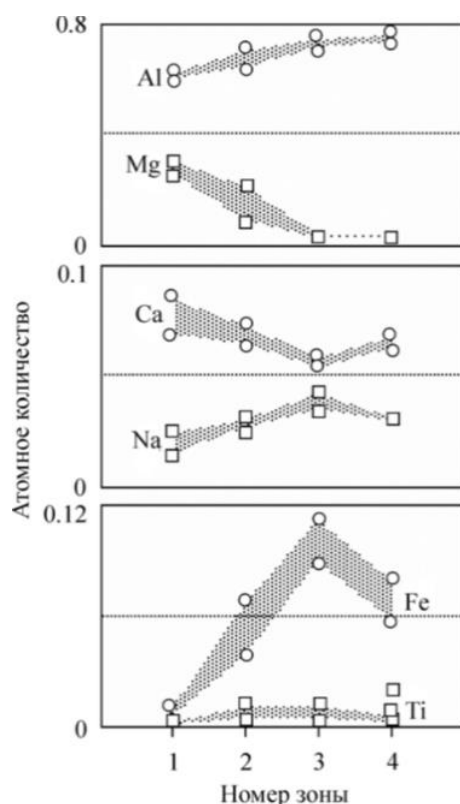 0.8
Al
Mg
0
0.1
Ca
Na
0
0.12
Fe
Ti
0
Атомное количество
1 2 3 4
Номер зоны